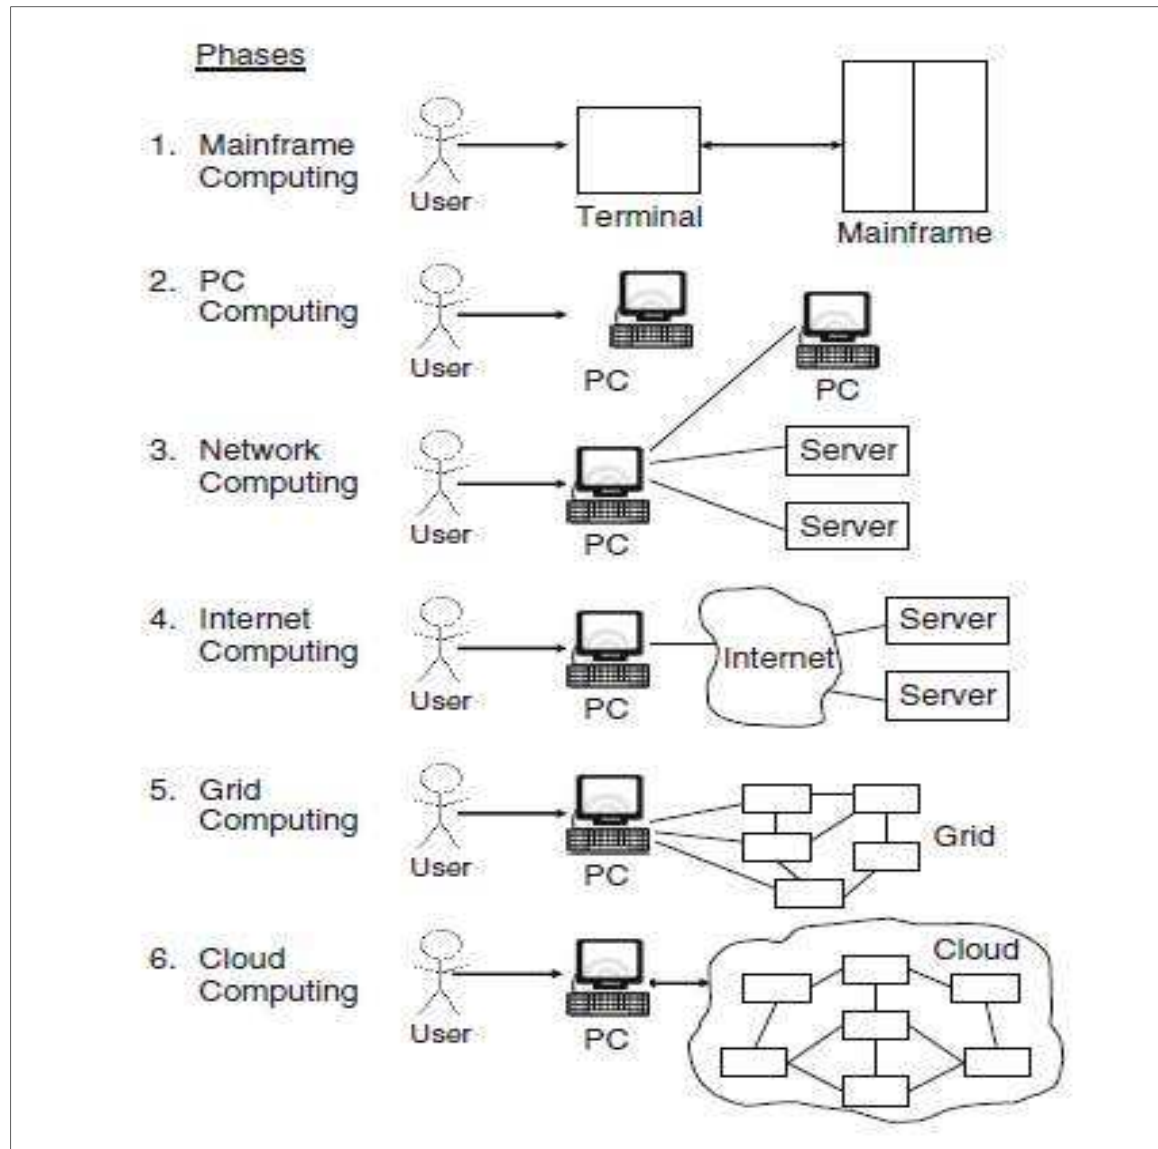 Phases
1. Mainframe
Computing
User
Terminal
Mainframe
2. PC
Computing
User
PC
PC
3. Network
Computing
User
PC
Server
Server
4. Internet
Computing
User
PC
Internet
Server
Server
5. Grid
Computing
User
PC
Grid
6. Cloud
Computing
User
PC
Cloud